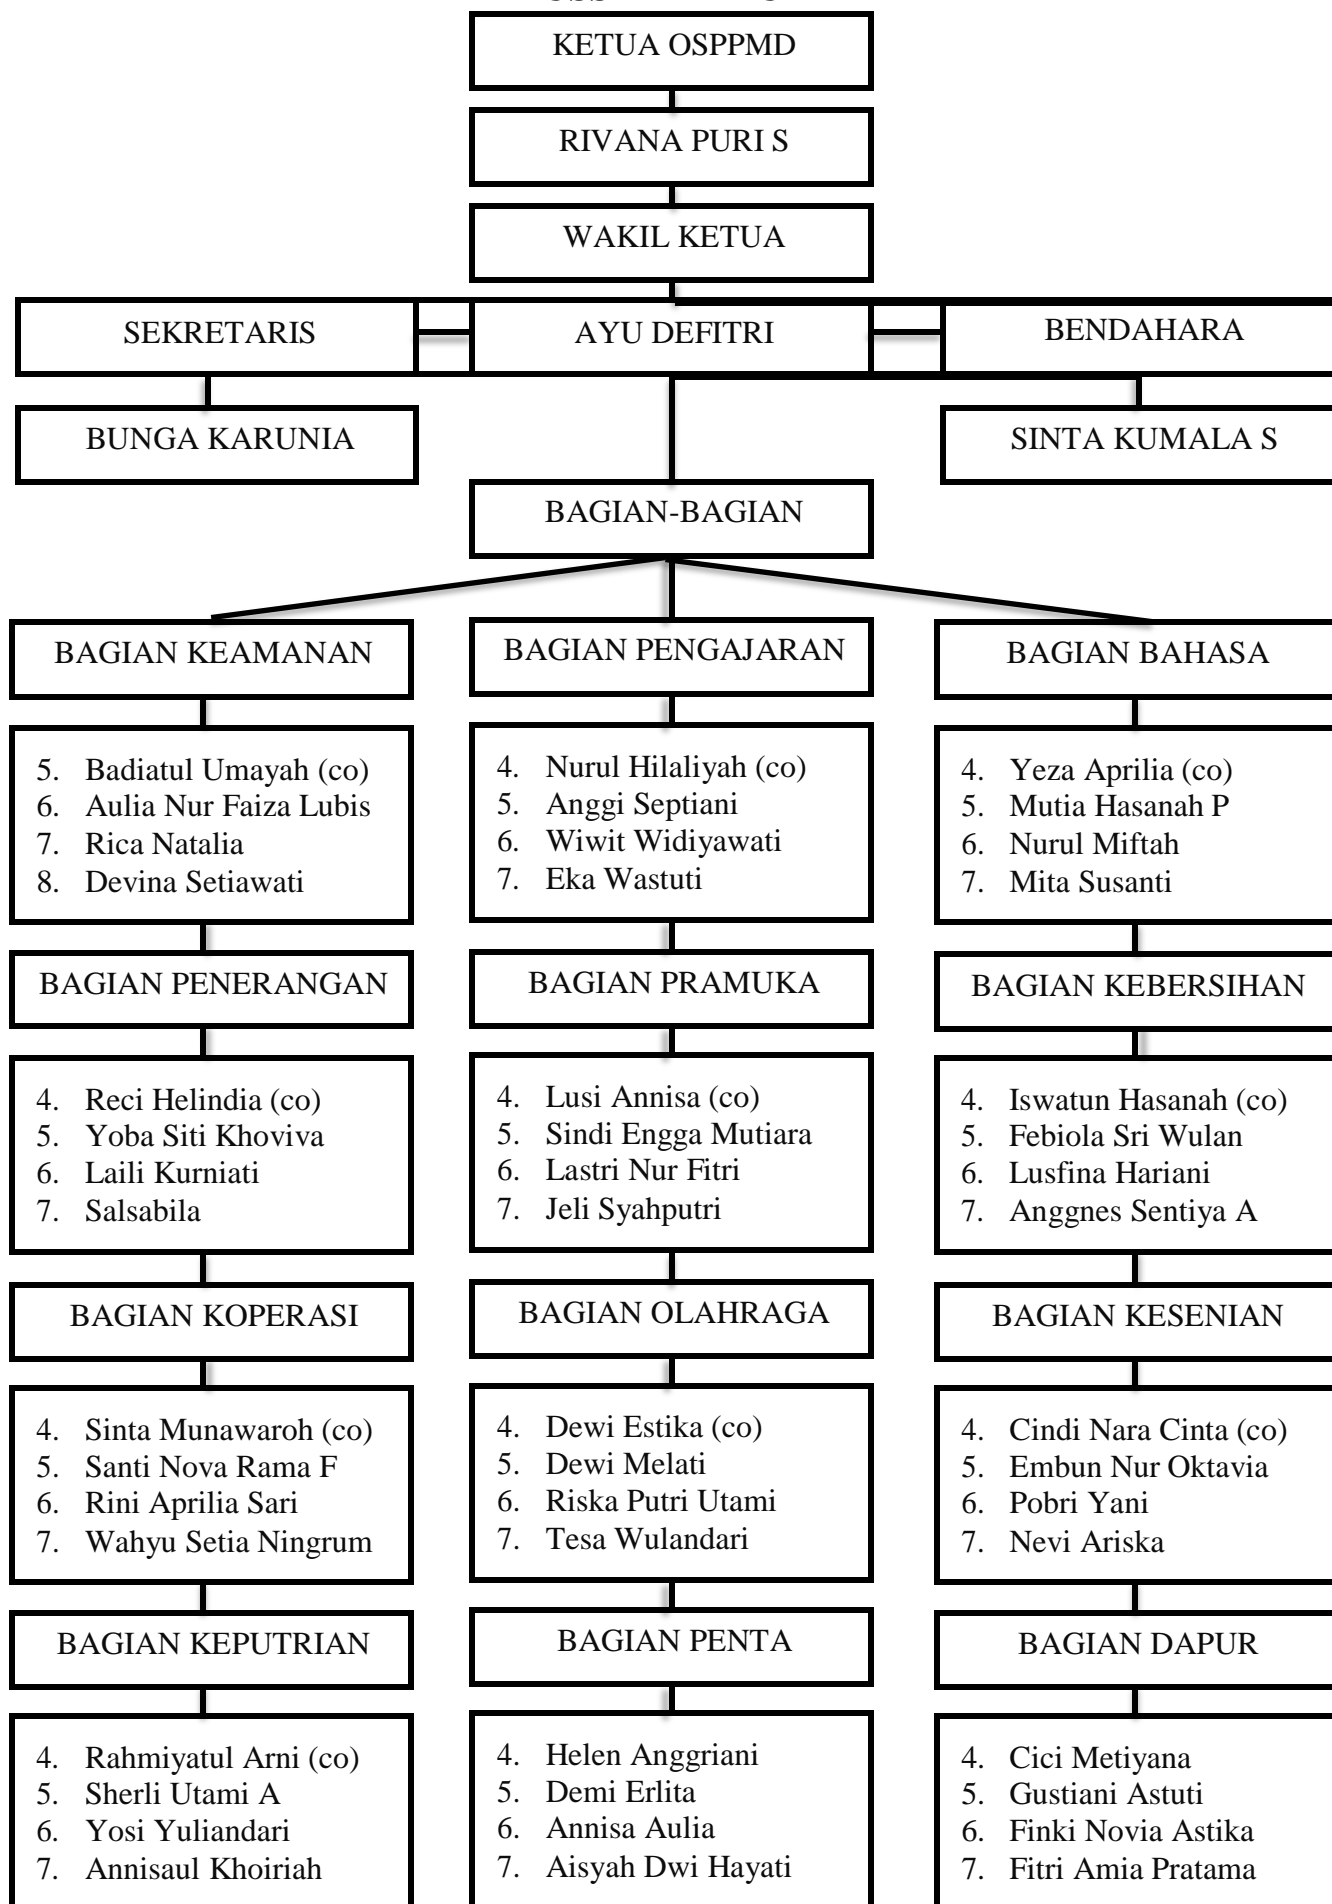 KETUA OSPPMD
RIVANA PURI S
WAKIL KETUA
SEKRETARIS
AYU DEFITRI
BENDAHARA
BUNGA KARUNIA
SINTA KUMALA S
BAGIAN-BAGIAN
BAGIAN KEAMANAN
5. Badiatul Umayah (co)
6. Aulia Nur Faiza Lubis
7. Rica Natalia
8. Devina Setiawati
BAGIAN PENGAJARAN
4. Nurul Hilaliyah (co)
5. Anggi Septiani
6. Wiwit Widiyawati
7. Eka Wastuti
BAGIAN BAHASA
4. Yeza Aprilia (co)
5. Mutia Hasanah P
6. Nurul Miftah
7. Mita Susanti
BAGIAN PENERANGAN
4. Reci Helindia (co)
5. Yoba Siti Khoviva
6. Laili Kurniati
7. Salsabila
BAGIAN PRAMUKA
4. Lusi Annisa (co)
5. Sindi Engga Mutiara
6. Lastri Nur Fitri
7. Jeli Syahputri
BAGIAN KEBERSIHAN
4. Iswatun Hasanah (co)
5. Febiola Sri Wulan
6. Lusfina Hariani
7. Anggnes Sentiya A
BAGIAN KOPERASI
4. Sinta Munawaroh (co)
5. Santi Nova Rama F
6. Rini Aprilia Sari
7. Wahyu Setia Ningrum
BAGIAN OLAHRAGA
4. Dewi Estika (co)
5. Dewi Melati
6. Riska Putri Utami
7. Tesa Wulandari
BAGIAN KESENIAN
4. Cindi Nara Cinta (co)
5. Embun Nur Oktavia
6. Pobri Yani
7. Nevi Ariska
BAGIAN KEPUTRIAN
4. Rahmiyatul Arni (co)
5. Sherli Utami A
6. Yosi Yuliandari
7. Annisaul Khoiriah
BAGIAN PENTA
4. Helen Anggriani
5. Demi Erlita
6. Annisa Aulia
7. Aisyah Dwi Hayati
BAGIAN DAPUR
4. Cici Metiyana
5. Gustiani Astuti
6. Finki Novia Astika
7. Fitri Amia Pratama